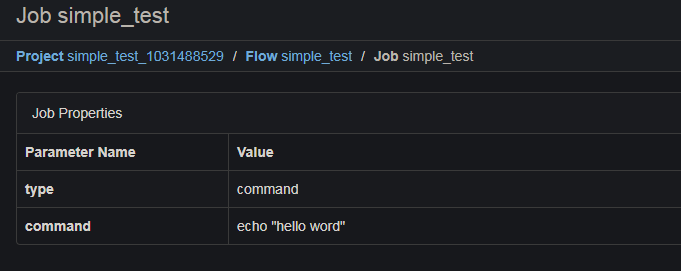 Job simple_test
Project simple_test_1031488529 / Flow simple_test / Job simple_test
Job Properties
Parameter Name Value
type command
command echo "hello word"